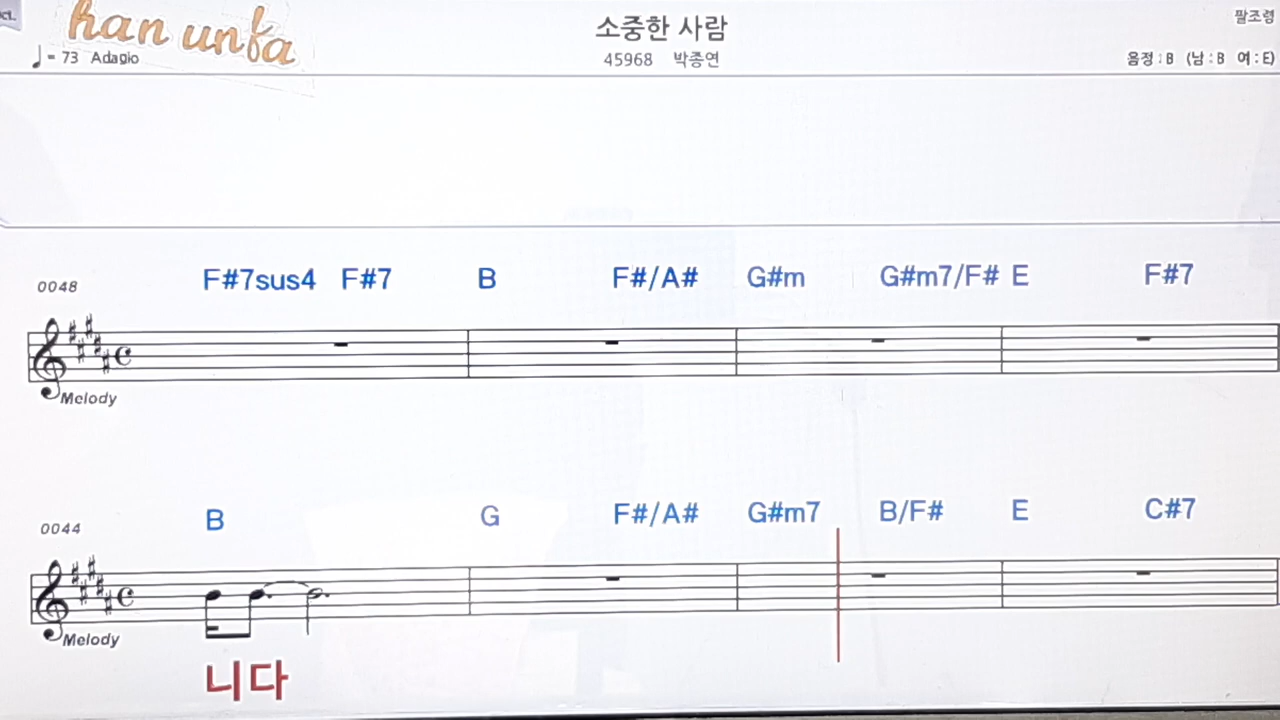 han unfa
소중한 사람
팔조령
♩= 73 Adagio
45968 박종연
음정 : B (남 : B 여 : E)
0048
F#7sus4 F#7 B F#/A# G#m G#m7/F# E F#7
Melody
0044
B G F#/A# G#m7 B/F# E C#7
Melody
니다